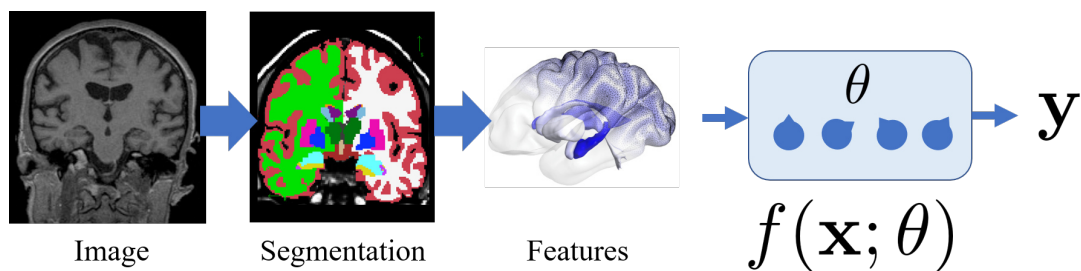 θ
y
Image
Segmentation
Features
f(x; θ)